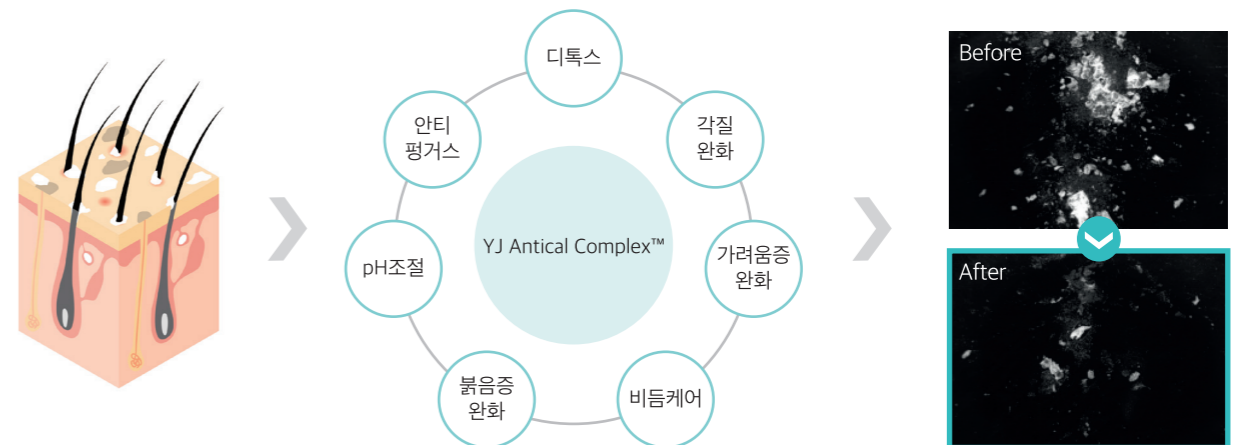 디톡스
각질
완화
가려움증
완화
비듬케어
붉음증
완화
pH조절
안티
펑거스
YJ Antical Complex™
Before
After